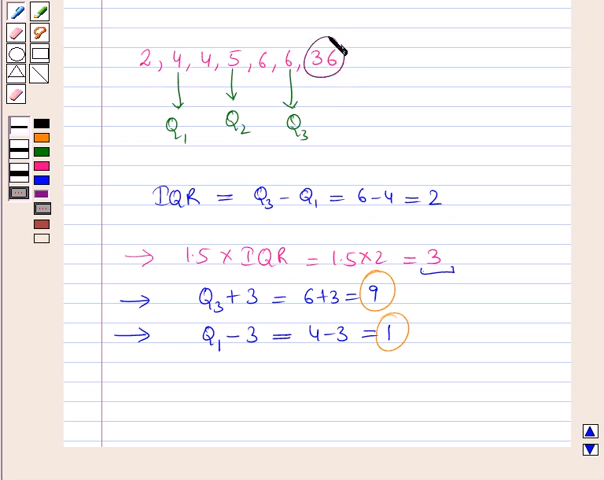 2, 4, 4, 5, 6, 6, 36
Q₁ Q₂ Q₃
IQR = Q₃ - Q₁ = 6 - 4 = 2
→ 1.5 × IQR = 1.5 × 2 = 3
→ Q₃ + 3 = 6 + 3 = 9
→ Q₁ - 3 = 4 - 3 = 1